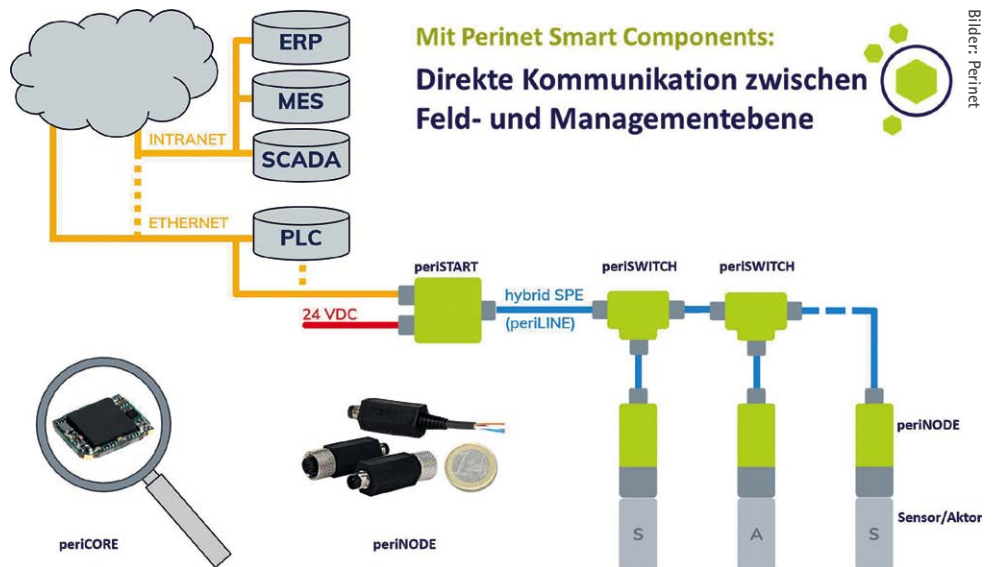 Mit Perinet Smart Components:
Direkte Kommunikation zwischen
Feld- und Managementebene
Bilder: Perinet
ERP
MES
INTRANET
SCADA
ETHERNET
PLC
periSTART
periSWITCH
periSWITCH
hybrid SPE
(periLINE)
24 VDC
periNODE
Sensor/Aktor
S
A
S
periCORE
periNODE